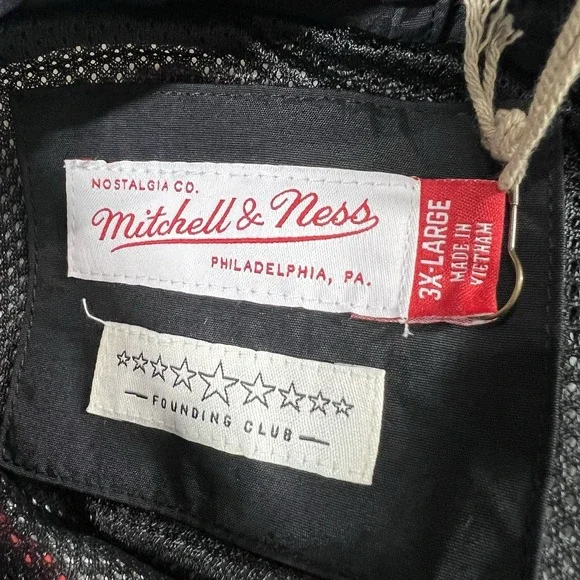 NOSTALGIA CO.
Mitchell & Ness
PHILADELPHIA, PA.
3X-LARGE
MADE IN
VIETNAM
FOUNDING CLUB